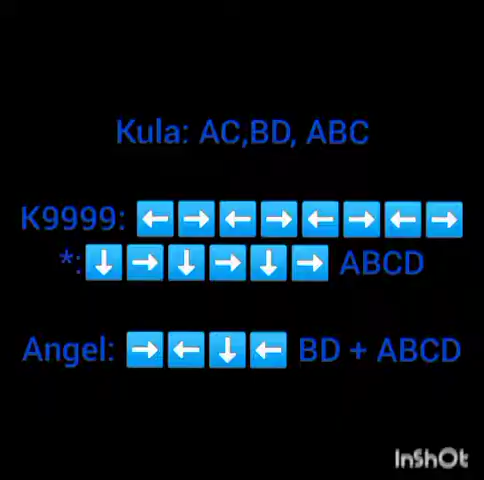 Kula: AC,BD, ABC
K9999: ⬅️➡️⬅️➡️⬅️➡️⬅️➡️
*:⬇️➡️⬇️➡️⬇️➡️ ABCD
Angel: ➡️⬅️⬇️⬅️ BD + ABCD
InShOt